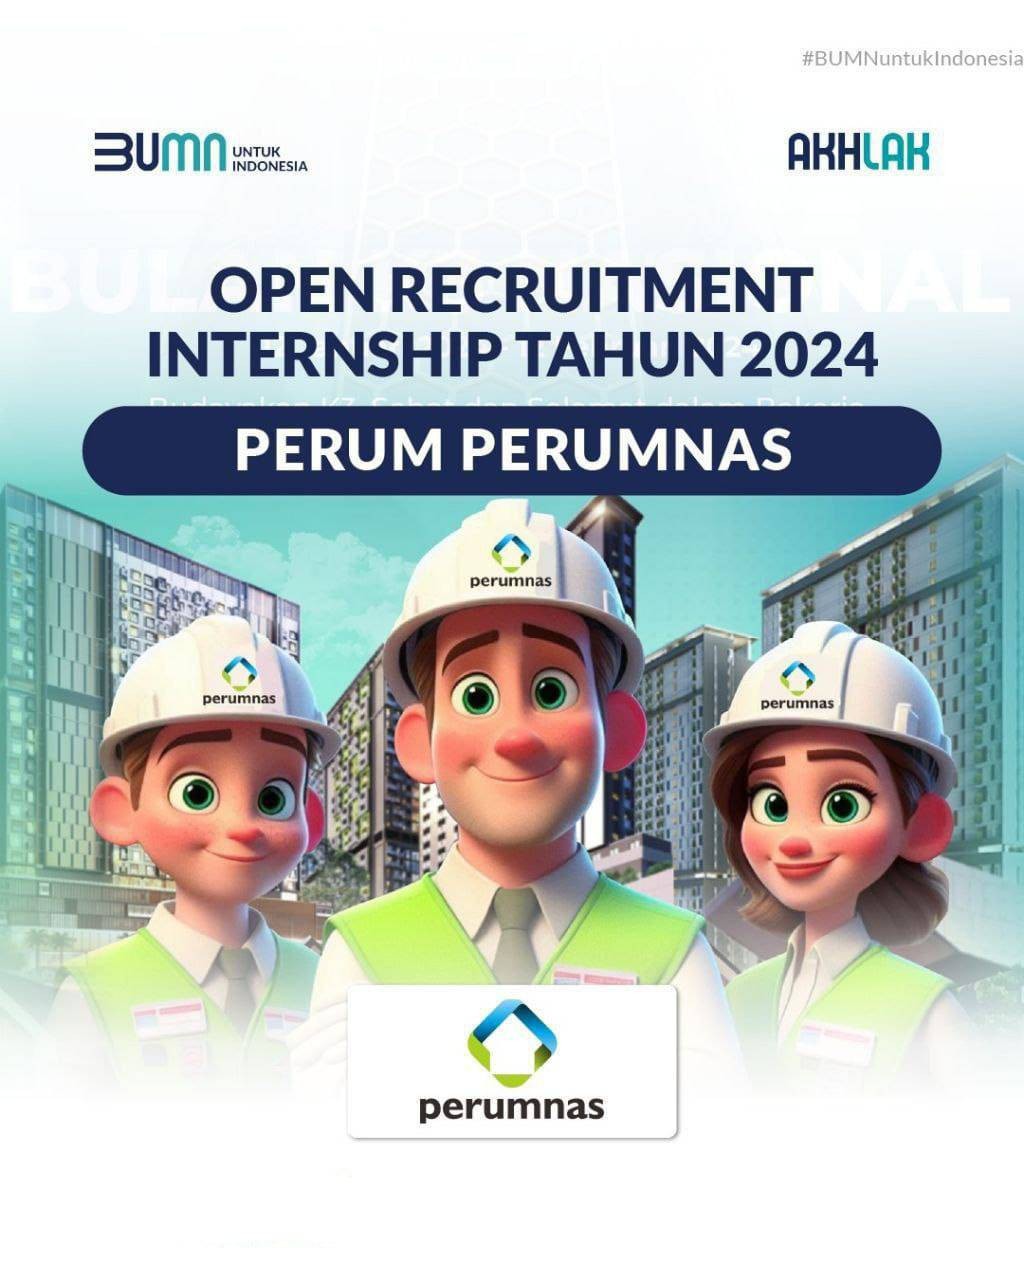 #BUMNuntukIndonesia
BUMN UNTUK
INDONESIA
AKHLAK
OPEN RECRUITMENT
INTERNSHIP TAHUN 2024
PERUM PERUMNAS
perumnas
perumnas
perumnas
perumnas